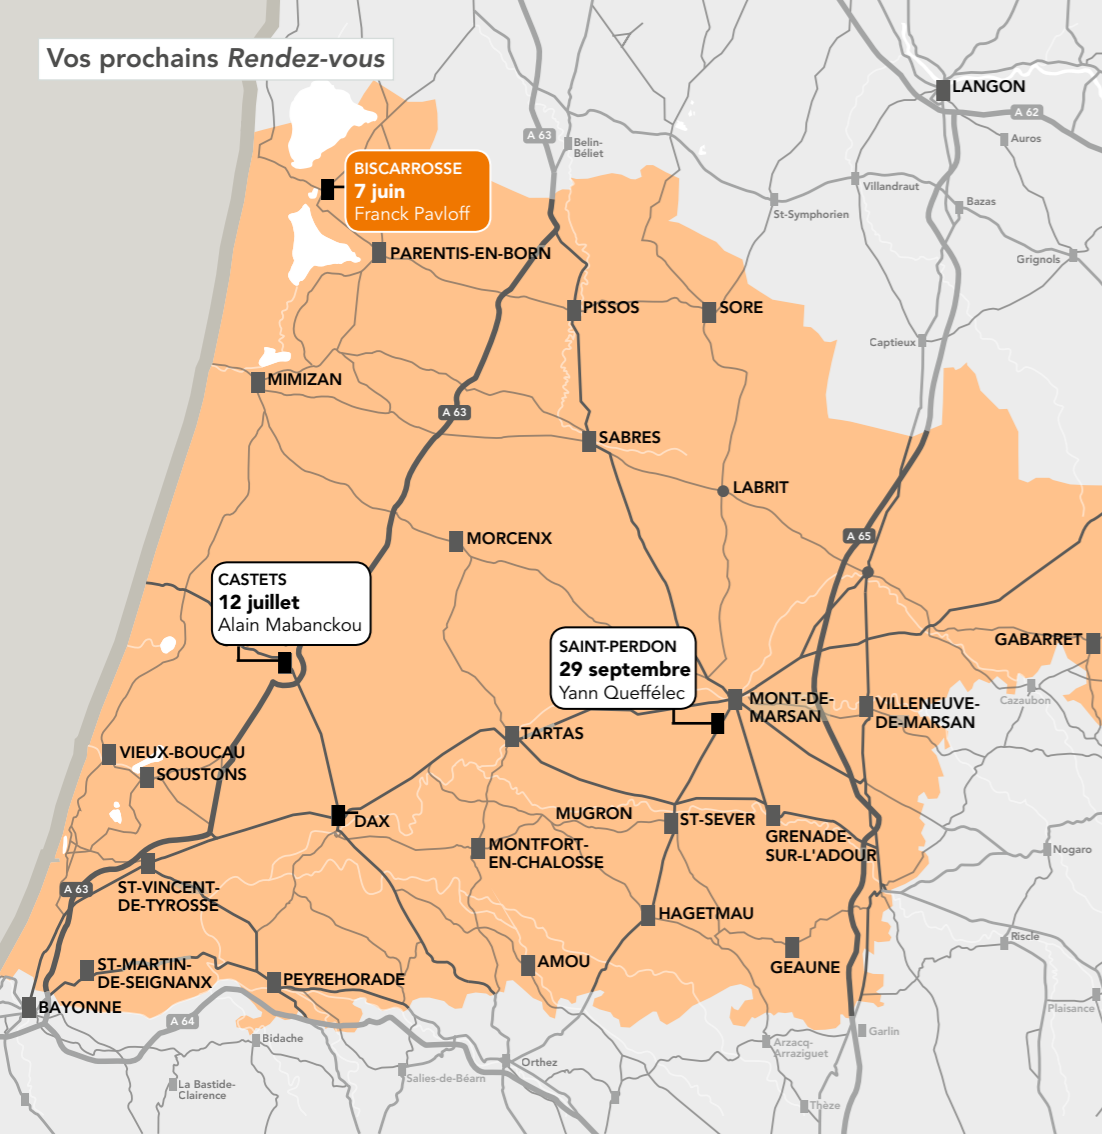 Vos prochains Rendez-vous
LANGON
A 62
A 63
Belin-
Béliet
Auros
BISCARROSSE
7 juin
Franck Pavloff
Villandraut
Bazas
St-Symphorien
PARENTIS-EN-BORN
Grignols
PISSOS
SORE
Captieux
MIMIZAN
A 63
SABRES
LABRIT
MORCENX
A 65
CASTETS
12 juillet
Alain Mabanckou
SAINT-PERDON
29 septembre
Yann Queffélec
GABARRET
Cazaubon
MONT-DE-
MARSAN
VILLENEUVE-
DE-MARSAN
TARTAS
VIEUX-BOUCAU
SOUSTONS
DAX
MUGRON
ST-SEVER
GRENADE-
SUR-L'ADOUR
MONTFORT-
EN-CHALOSSE
Nogaro
A 63
ST-VINCENT-
DE-TYROSSE
HAGETMAU
Riscle
GEAUNE
AMOU
ST-MARTIN-
DE-SEIGNANX
PEYREHORADE
BAYONNE
Plaisance
A 64
Bidache
Garlin
Arzacq-
Arraziguet
Orthez
Salies-de-Béarn
La Bastide-
Clairence
Thèze